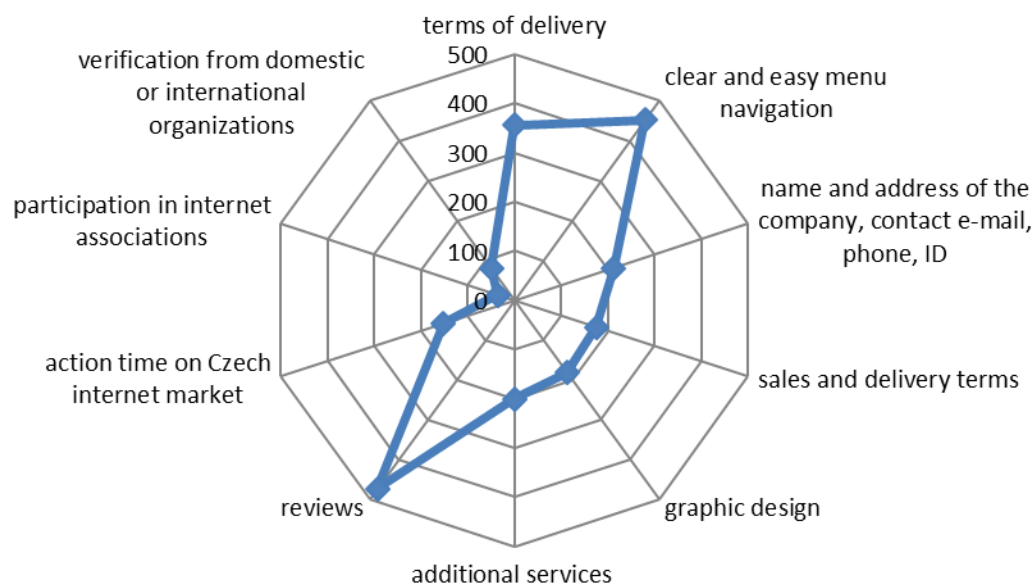 terms of delivery
500
400
300
200
100
0
clear and easy menu
navigation
name and address of the
company, contact e-mail,
phone, ID
sales and delivery terms
graphic design
additional services
reviews
action time on Czech
internet market
participation in internet
associations
verification from domestic
or international
organizations